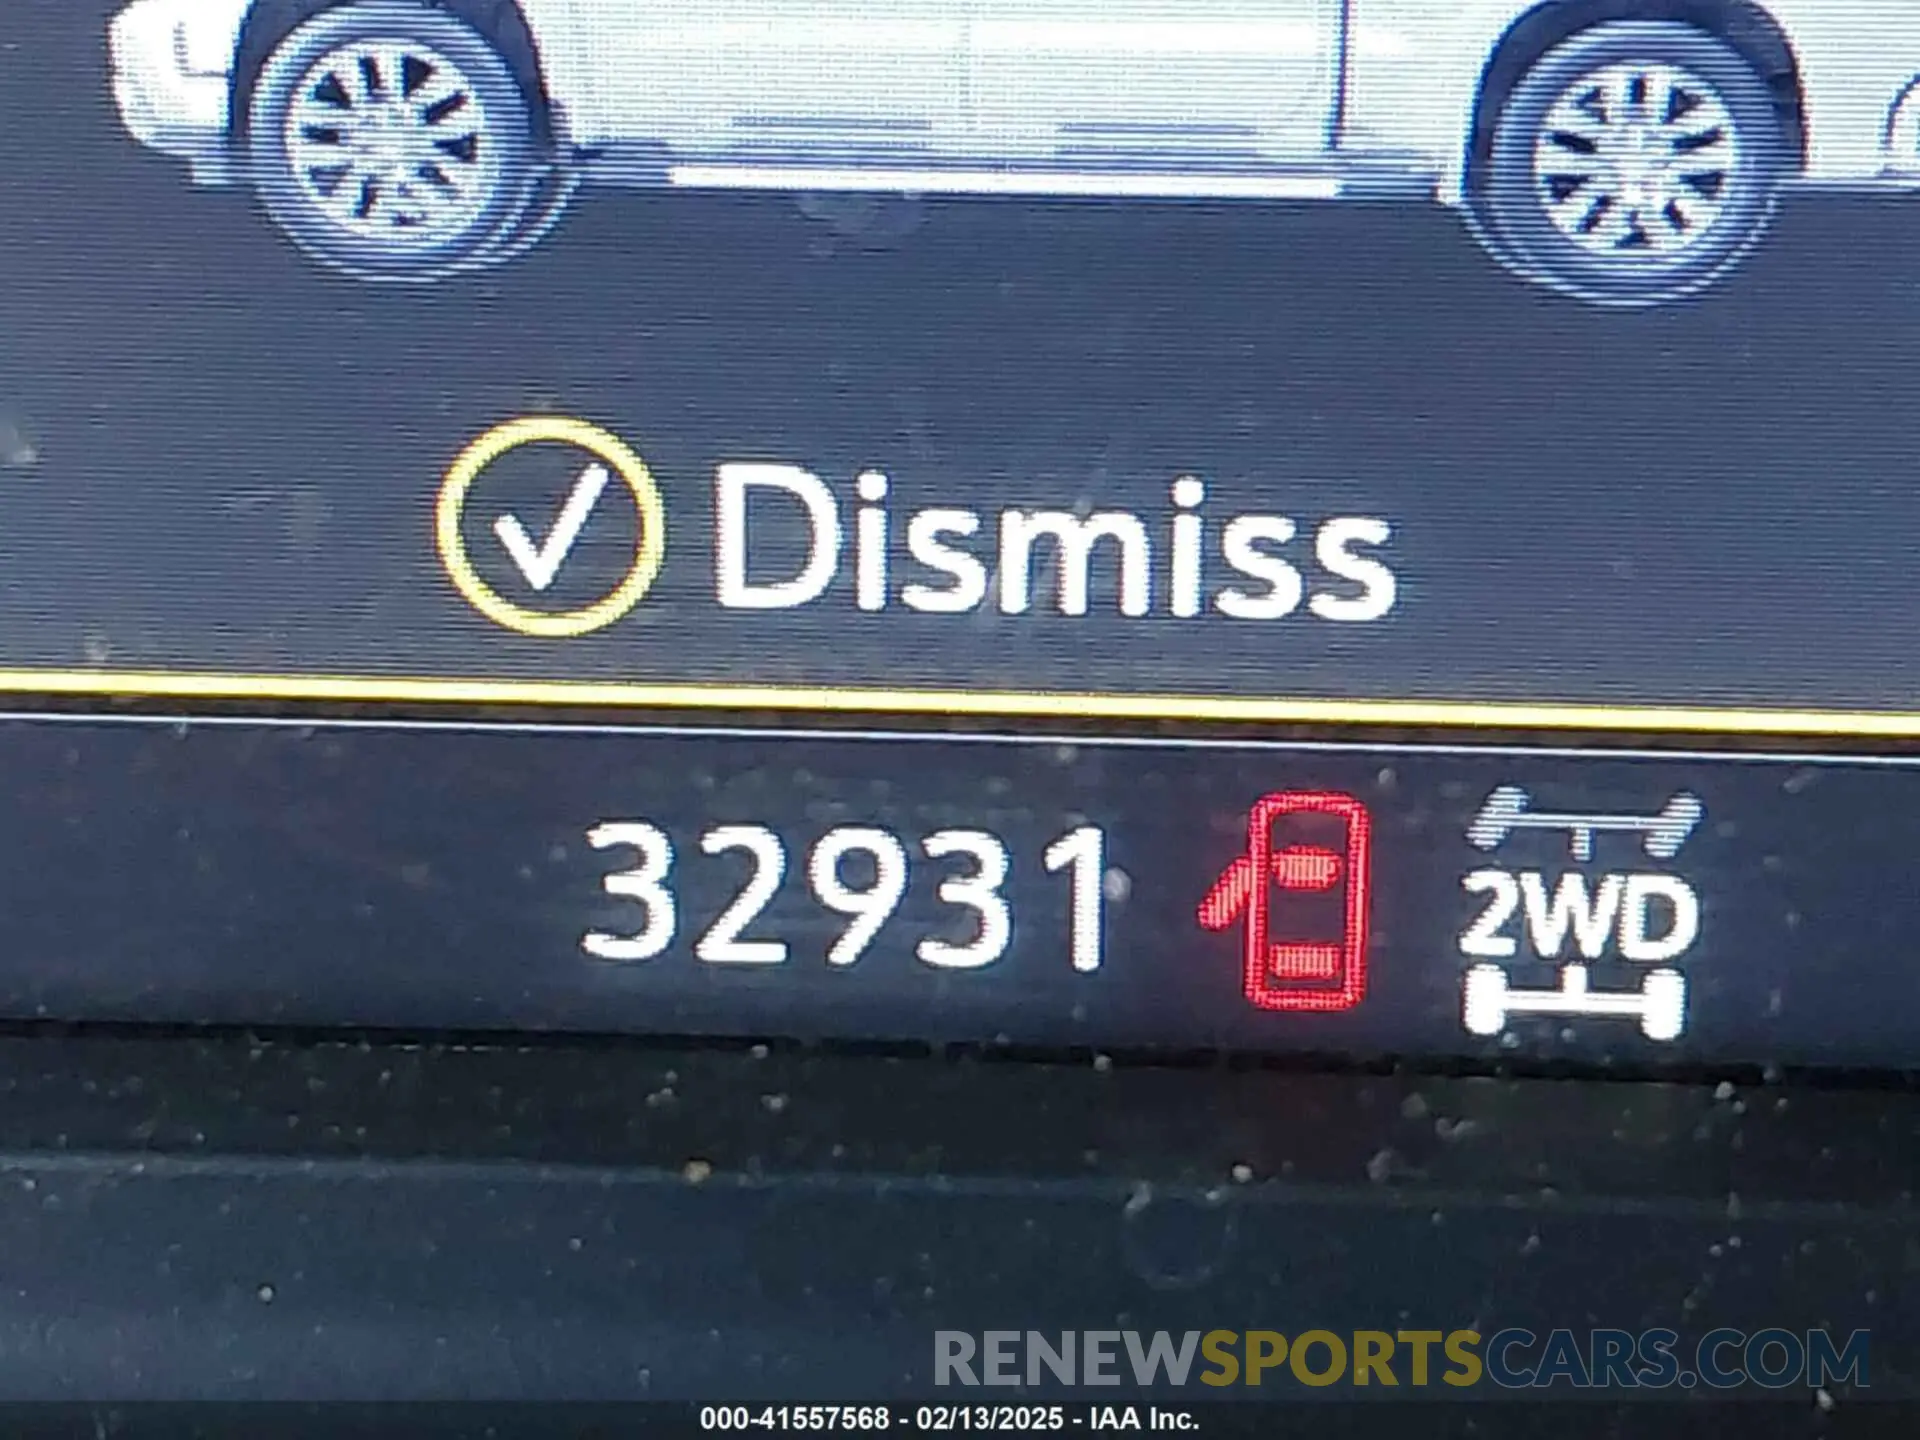 Dismiss
32931
2WD
RENEWSPORTSCARS.COM
000-41557568 - 02/13/2025 - IAA Inc.